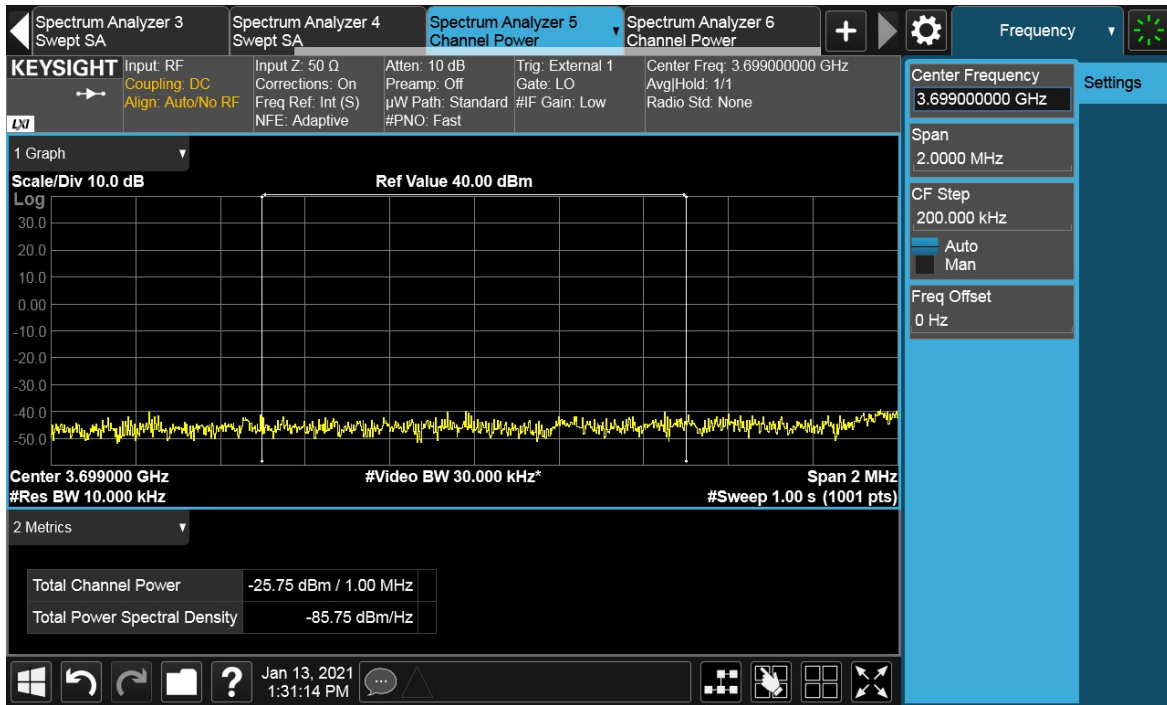 Spectrum Analyzer 3
Swept SA
Spectrum Analyzer 4
Swept SA
Spectrum Analyzer 5
Channel Power
Spectrum Analyzer 6
Channel Power
+
Frequency
KEYSIGHT
LXI
Input: RF
Coupling: DC
Align: Auto/No RF
Input Z: 50 Ω
Corrections: On
Freq Ref: Int (S)
NFE: Adaptive
Atten: 10 dB
Preamp: Off
µW Path: Standard
#PNO: Fast
Trig: External 1
Gate: LO
#IF Gain: Low
Center Freq: 3.699000000 GHz
Avg|Hold: 1/1
Radio Std: None
Center Frequency
3.699000000 GHz
Settings
Span
2.0000 MHz
CF Step
200.000 kHz
Auto
Man
Freq Offset
0 Hz
1 Graph
Scale/Div 10.0 dB
Ref Value 40.00 dBm
Log
30.0
20.0
10.0
0.00
-10.0
-20.0
-30.0
-40.0
-50.0
Center 3.699000 GHz
#Video BW 30.000 kHz*
Span 2 MHz
#Res BW 10.000 kHz
#Sweep 1.00 s (1001 pts)
2 Metrics
Total Channel Power -25.75 dBm / 1.00 MHz
Total Power Spectral Density -85.75 dBm/Hz
?
Jan 13, 2021
1:31:14 PM